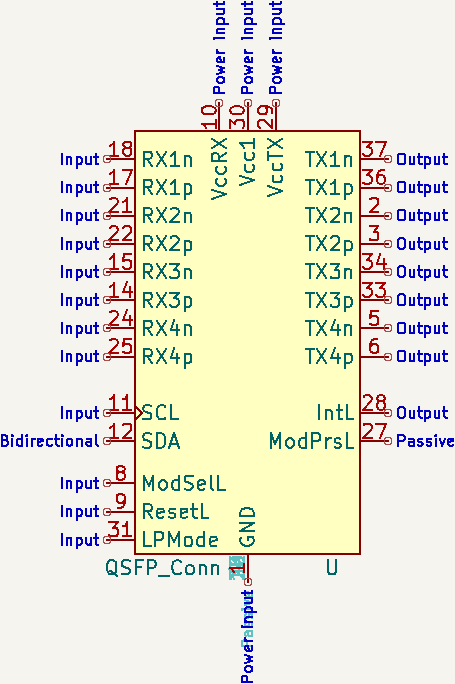 Power Input Power Input Power Input
10 30 29
VccRX Vcc1 VccTX
Input 18 RX1n TX1n 37 Output
Input 17 RX1p TX1p 36 Output
Input 21 RX2n TX2n 2 Output
Input 22 RX2p TX2p 3 Output
Input 15 RX3n TX3n 34 Output
Input 14 RX3p TX3p 33 Output
Input 24 RX4n TX4n 5 Output
Input 25 RX4p TX4p 6 Output
Input 11 SCL IntL 28 Output
Bidirectional 12 SDA ModPrsL 27 Passive
Input 8 ModSelL
Input 9 ResetL
Input 31 LPMode
GND
QSFP_Conn 1 U
Power Input